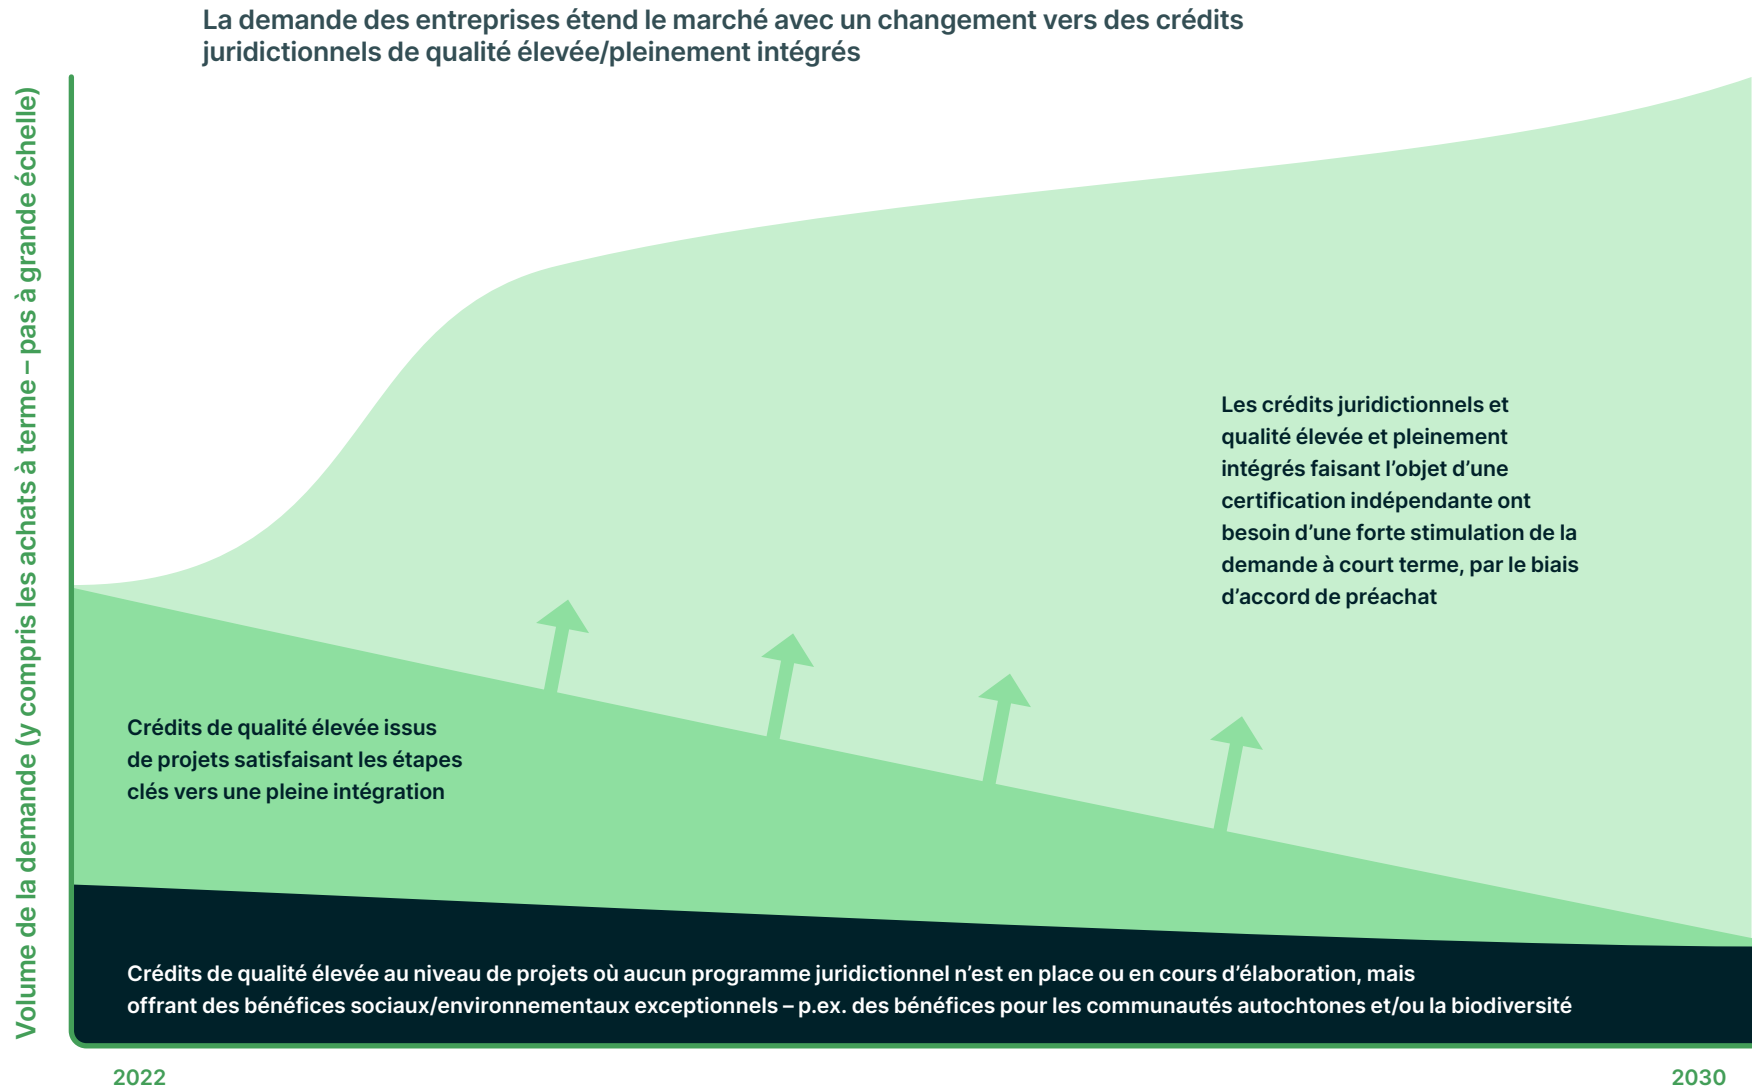 La demande des entreprises étend le marché avec un changement vers des crédits
juridictionnels de qualité élevée/pleinement intégrés
Volume de la demande (y compris les achats à terme – pas à grande échelle)
Les crédits juridictionnels et
qualité élevée et pleinement
intégrés faisant l’objet d’une
certification indépendante ont
besoin d’une forte stimulation de la
demande à court terme, par le biais
d’accord de préachat
Crédits de qualité élevée issus
de projets satisfaisant les étapes
clés vers une pleine intégration
Crédits de qualité élevée au niveau de projets où aucun programme juridictionnel n’est en place ou en cours d’élaboration, mais
offrant des bénéfices sociaux/environnementaux exceptionnels – p.ex. des bénéfices pour les communautés autochtones et/ou la biodiversité
2022
2030